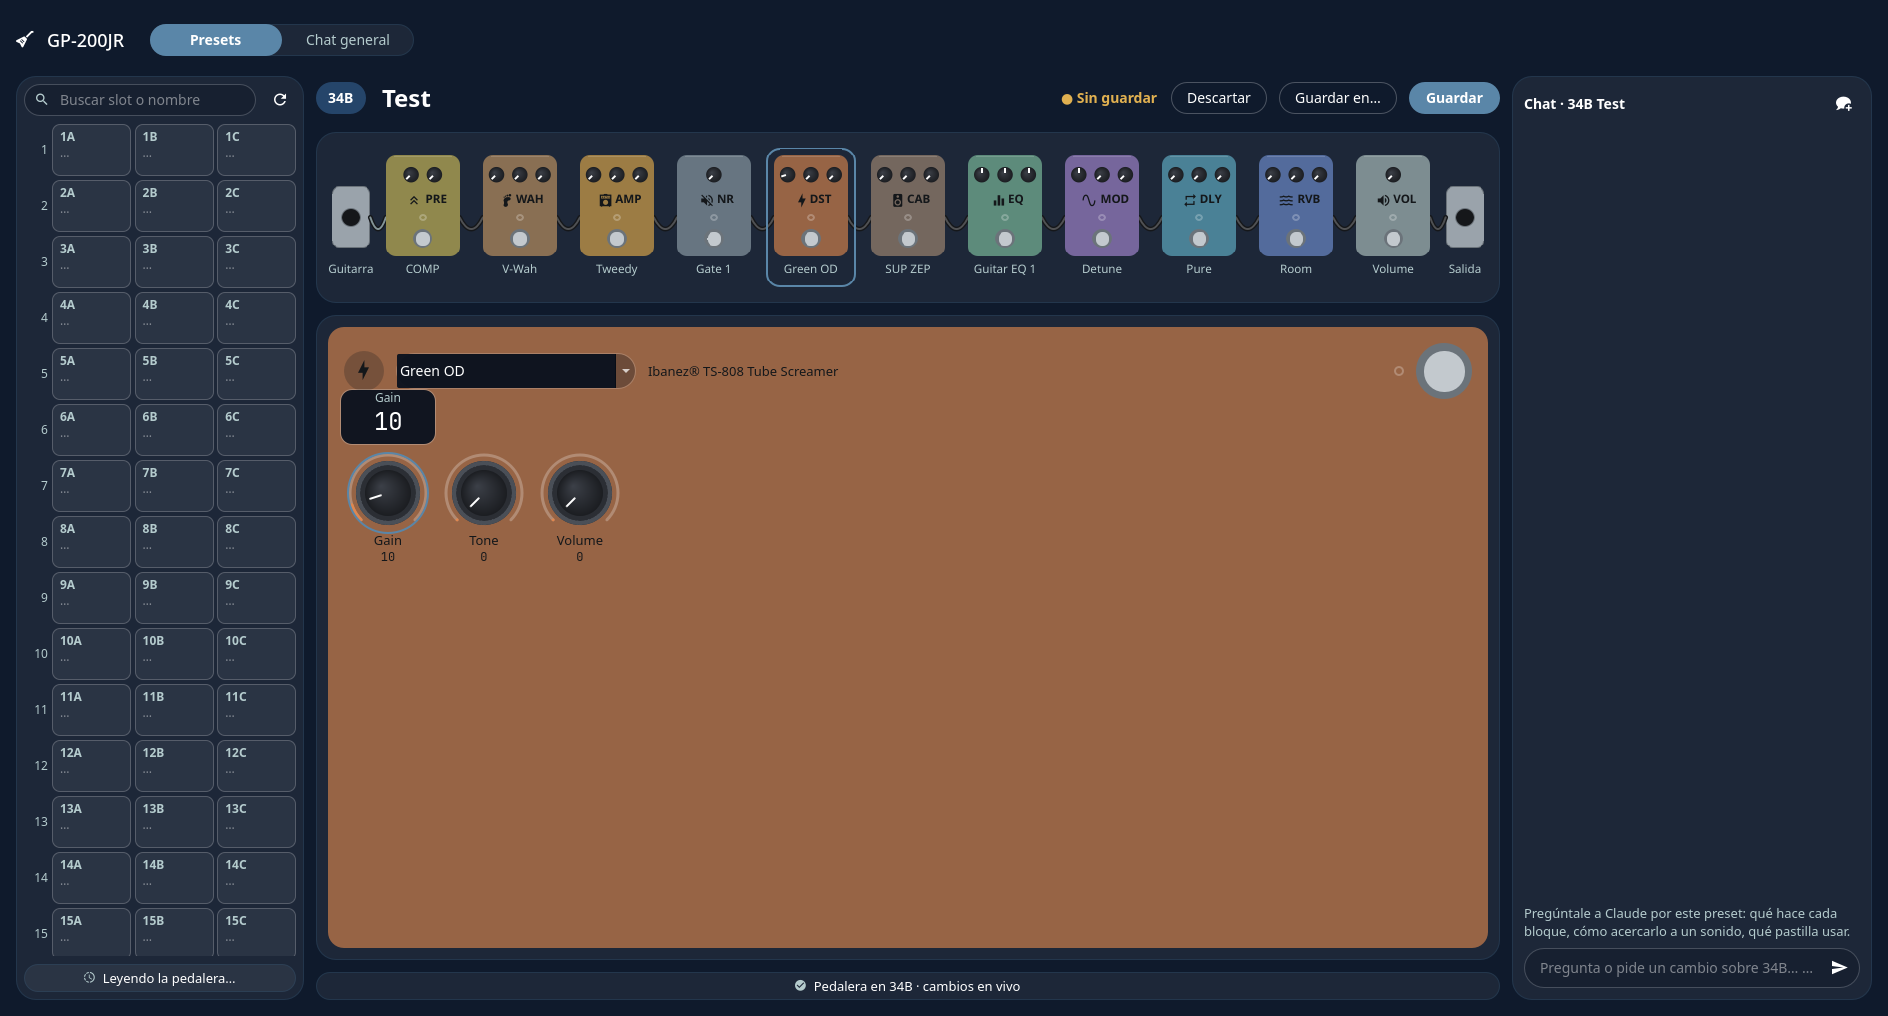 GP-200JR
Presets
Chat general
Buscar slot o nombre
1 1A ... 1B ... 1C ...
2 2A ... 2B ... 2C ...
3 3A ... 3B ... 3C ...
4 4A ... 4B ... 4C ...
5 5A ... 5B ... 5C ...
6 6A ... 6B ... 6C ...
7 7A ... 7B ... 7C ...
8 8A ... 8B ... 8C ...
9 9A ... 9B ... 9C ...
10 10A ... 10B ... 10C ...
11 11A ... 11B ... 11C ...
12 12A ... 12B ... 12C ...
13 13A ... 13B ... 13C ...
14 14A ... 14B ... 14C ...
15 15A ... 15B ... 15C ...
Leyendo la pedalera...
34B Test
Sin guardar
Descartar
Guardar en...
Guardar
PRE WAH AMP NR DST CAB EQ MOD DLY RVB VOL
Guitarra COMP V-Wah Tweedy Gate 1 Green OD SUP ZEP Guitar EQ 1 Detune Pure Room Volume Salida
Green OD
Ibanez® TS-808 Tube Screamer
Gain
10
Gain Tone Volume
10 0 0
Pedalera en 34B · cambios en vivo
Chat · 34B Test
Pregúntale a Claude por este preset: qué hace cada
bloque, cómo acercarlo a un sonido, qué pastilla usar.
Pregunta o pide un cambio sobre 34B... ...